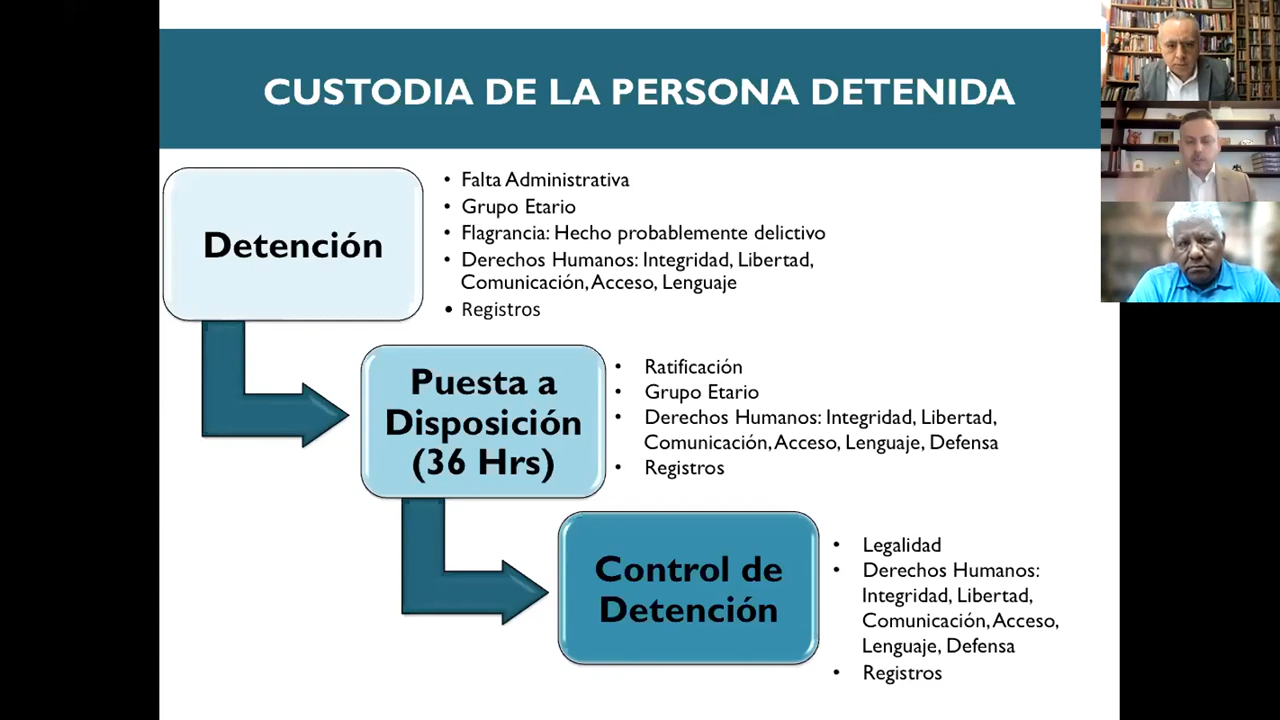 CUSTODIA DE LA PERSONA DETENIDA
Detención
• Falta Administrativa
• Grupo Etario
• Flagrancia: Hecho probablemente delictivo
• Derechos Humanos: Integridad, Libertad,
Comunicación, Acceso, Lenguaje
• Registros
Puesta a
Disposición
(36 Hrs)
• Ratificación
• Grupo Etario
• Derechos Humanos: Integridad, Libertad,
Comunicación, Acceso, Lenguaje, Defensa
• Registros
Control de
Detención
• Legalidad
• Derechos Humanos:
Integridad, Libertad,
Comunicación, Acceso,
Lenguaje, Defensa
• Registros